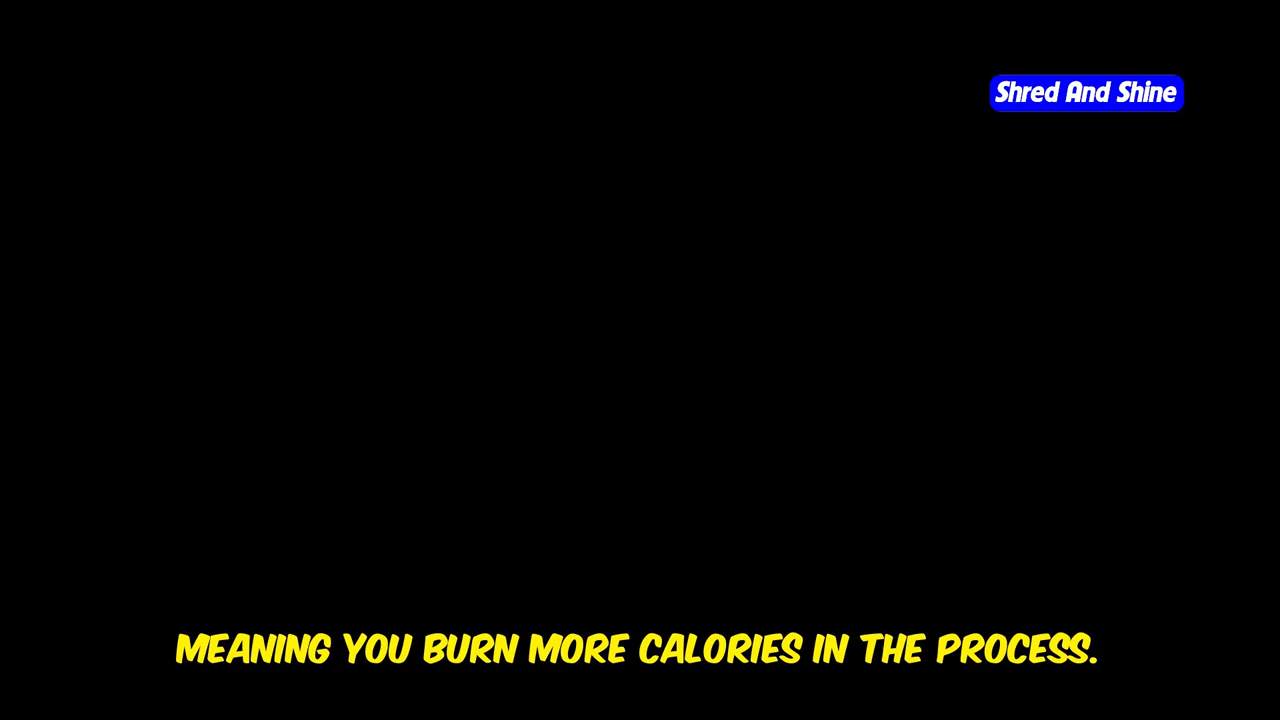 Shred And Shine
MEANING YOU BURN MORE CALORIES IN THE PROCESS.